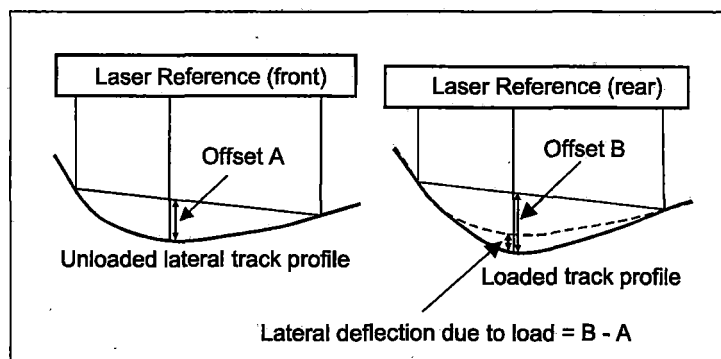 Laser Reference (front)
Offset A
Unloaded lateral track profile
Laser Reference (rear)
Offset B
Loaded track profile
Lateral deflection due to load = B - A